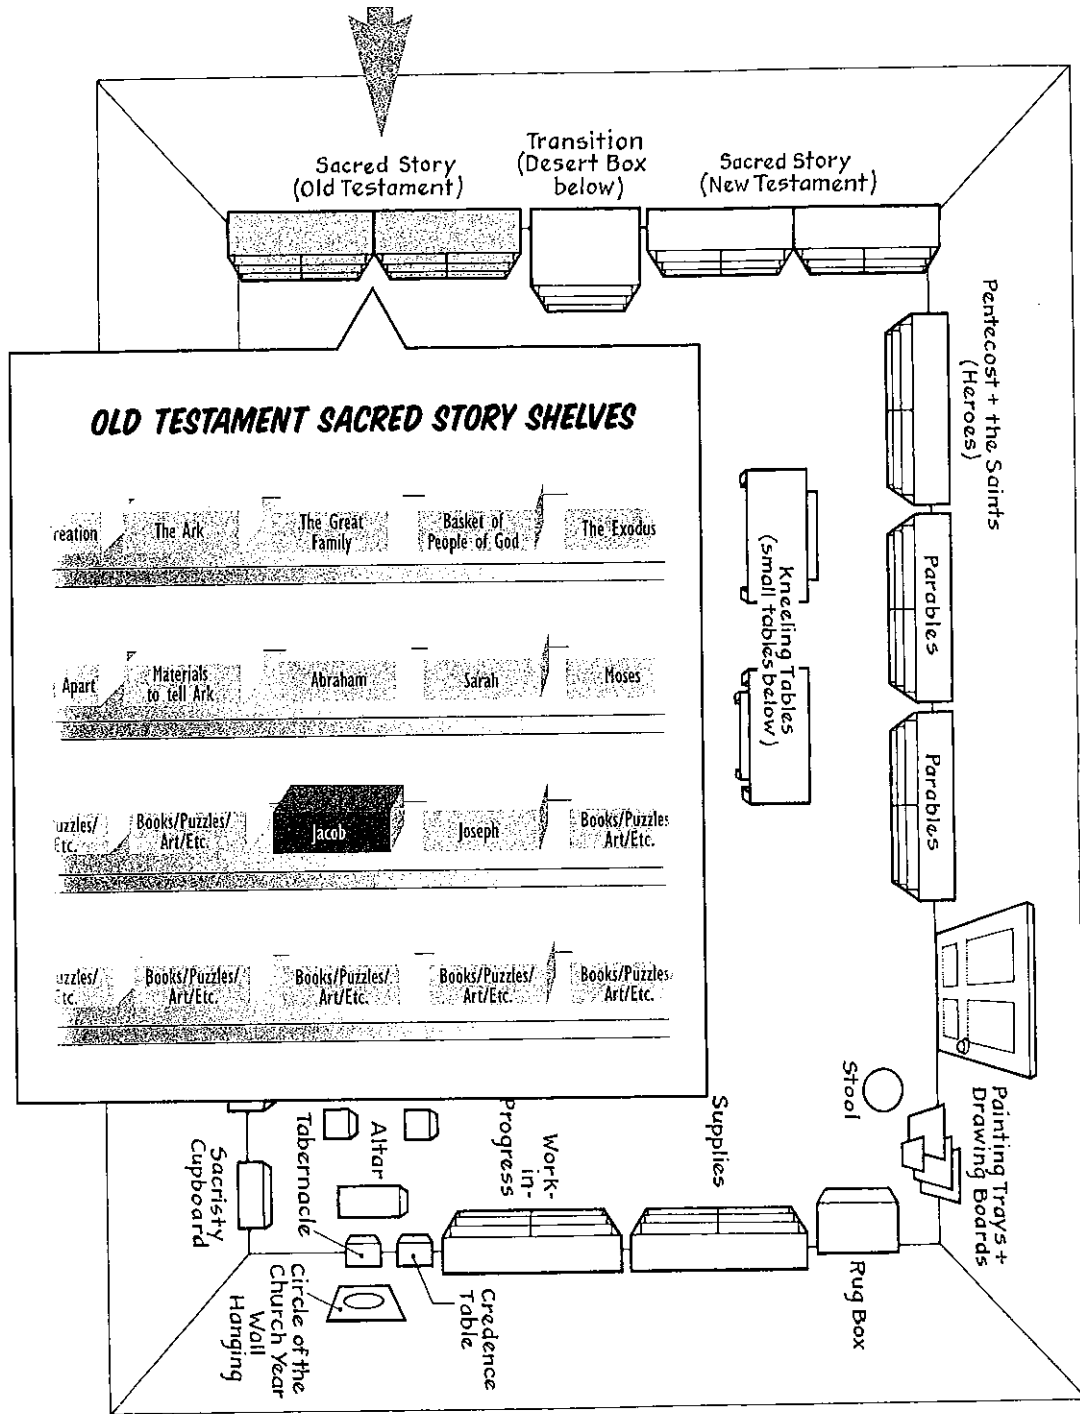 Sacred Story
(Old Testament)
Transition
(Desert Box
below)
Sacred Story
(New Testament)
Pentecost + the Saints
(Heroes)
OLD TESTAMENT SACRED STORY SHELVES
reation
The Ark
The Great
Family
Basket of
People of God
The Exodus
Apart
Materials
to tell Ark
Abraham
Sarah
Moses
uzzles/
Etc.
Books/Puzzles/
Art/Etc.
Jacob
Joseph
Books/Puzzles
Art/Etc.
uzzles/
tc.
Books/Puzzles/
Art/Etc.
Books/Puzzles/
Art/Etc.
Books/Puzzles/
Art/Etc.
Books/Puzzles
Art/Etc.
Kneeling Tables
(small tables below)
Parables
Parables
Stool
Painting Trays +
Drawing Boards
Supplies
Work-
in-
Progress
Altar
Tabernacle
Sacristy
Cupboard
Circle of the
Church Year
Wall
Hanging
Credence
Table
Rug Box